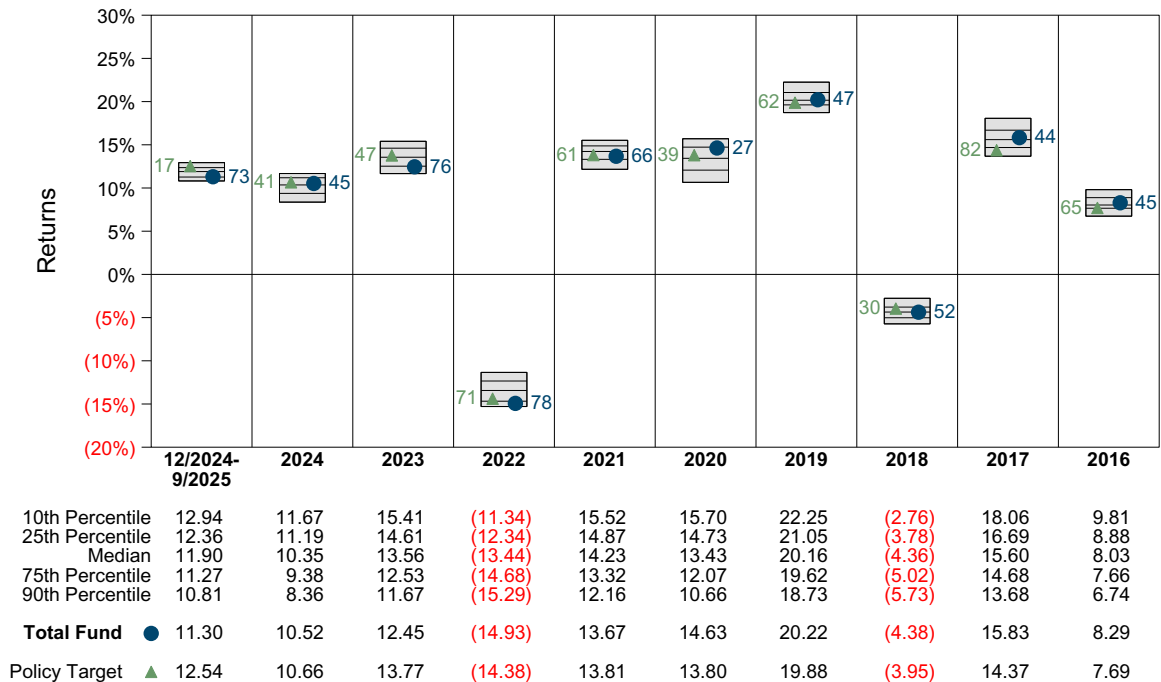 30%
25%
20%
15%
10%
5%
0%
(5%)
(10%)
(15%)
(20%)
Returns
17 73
41 45
47 76
71 78
61 66
39 27
62 47
30 52
82 44
65 45
12/2024- 2024 2023 2022 2021 2020 2019 2018 2017 2016
9/2025
10th Percentile 12.94 11.67 15.41 (11.34) 15.52 15.70 22.25 (2.76) 18.06 9.81
25th Percentile 12.36 11.19 14.61 (12.34) 14.87 14.73 21.05 (3.78) 16.69 8.88
Median 11.90 10.35 13.56 (13.44) 14.23 13.43 20.16 (4.36) 15.60 8.03
75th Percentile 11.27 9.38 12.53 (14.68) 13.32 12.07 19.62 (5.02) 14.68 7.66
90th Percentile 10.81 8.36 11.67 (15.29) 12.16 10.66 18.73 (5.73) 13.68 6.74
Total Fund 11.30 10.52 12.45 (14.93) 13.67 14.63 20.22 (4.38) 15.83 8.29
Policy Target 12.54 10.66 13.77 (14.38) 13.81 13.80 19.88 (3.95) 14.37 7.69